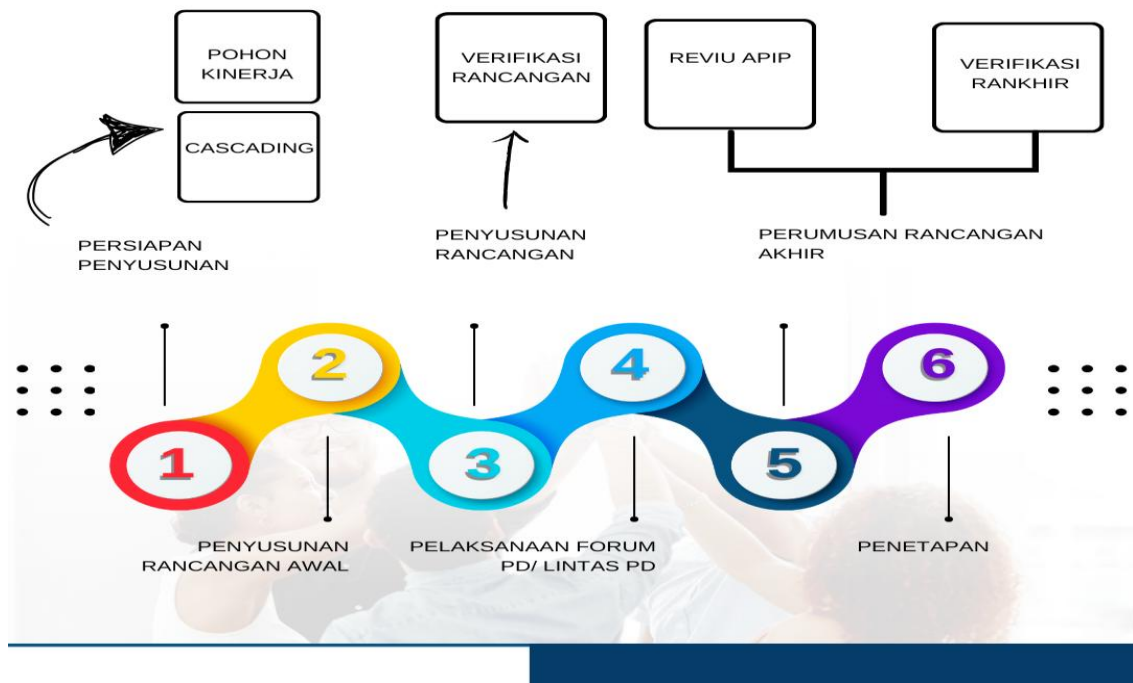 POHON
KINERJA
CASCADING
VERIFIKASI
RANCANGAN
REVIU APIP
VERIFIKASI
RANKHIR
PERSIAPAN
PENYUSUNAN
PENYUSUNAN
RANCANGAN
PERUMUSAN RANCANGAN
AKHIR
1
2
3
4
5
6
PENYUSUNAN
RANCANGAN AWAL
PELAKSANAAN FORUM
PD/ LINTAS PD
PENETAPAN